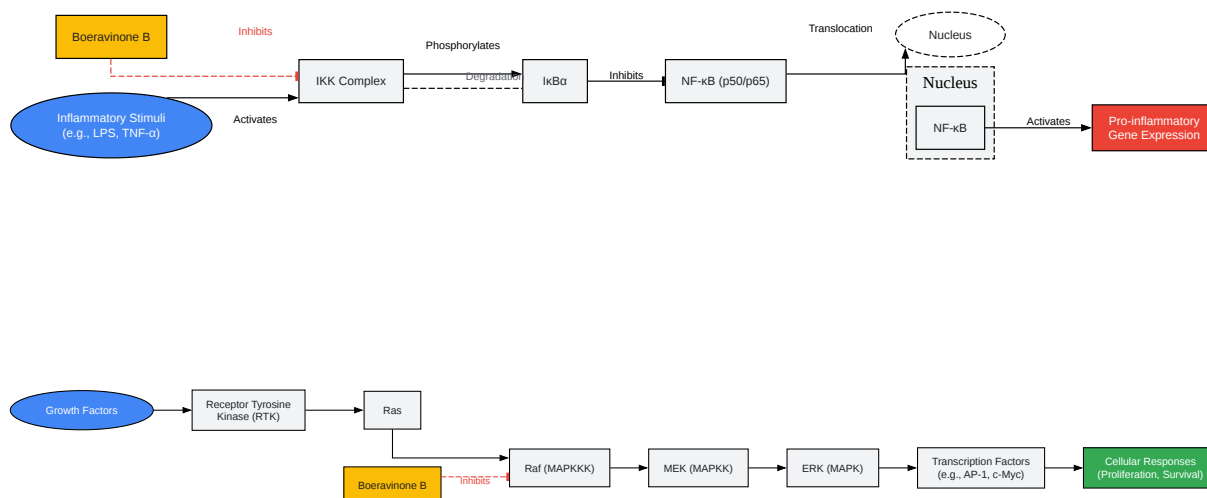 Boeravinone B
Inhibits
Inflammatory Stimuli
(e.g., LPS, TNF-α)
Activates
IKK Complex
Phosphorylates
Degradation
IκBα
Inhibits
NF-κB (p50/p65)
Translocation
Nucleus
Nucleus
NF-κB
Activates
Pro-inflammatory
Gene Expression
Growth Factors
Receptor Tyrosine
Kinase (RTK)
Ras
Boeravinone B
Inhibits
Raf (MAPKKK)
MEK (MAPKK)
ERK (MAPK)
Transcription Factors
(e.g., AP-1, c-Myc)
Cellular Responses
(Proliferation, Survival)